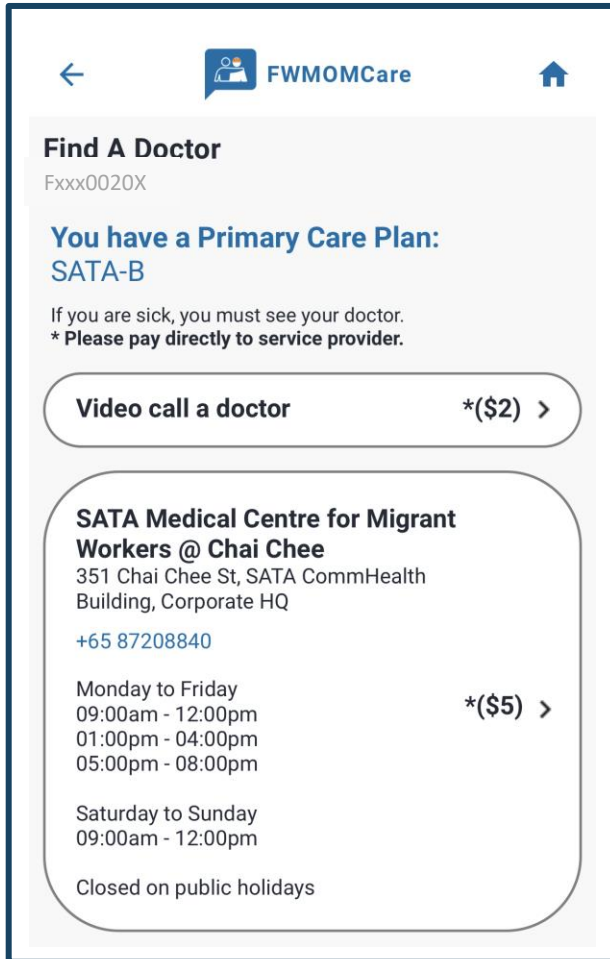 FWMOMCare
Find A Doctor
Fxxx0020X
You have a Primary Care Plan:
SATA-B
If you are sick, you must see your doctor.
* Please pay directly to service provider.
Video call a doctor *($2)
SATA Medical Centre for Migrant
Workers @ Chai Chee
351 Chai Chee St, SATA CommHealth
Building, Corporate HQ
+65 87208840
Monday to Friday
09:00am - 12:00pm *($5)
01:00pm - 04:00pm
05:00pm - 08:00pm
Saturday to Sunday
09:00am - 12:00pm
Closed on public holidays